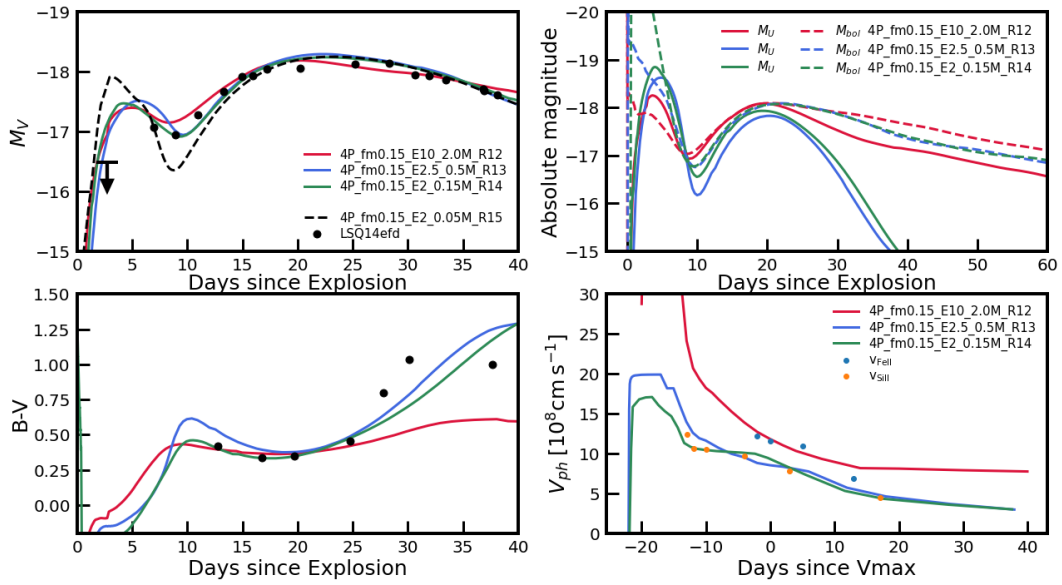 −19
−18
−17
−16
−15
M_V
4P_fm0.15_E10_2.0M_R12
4P_fm0.15_E2.5_0.5M_R13
4P_fm0.15_E2_0.15M_R14
4P_fm0.15_E2_0.05M_R15
LSQ14efd
0 5 10 15 20 25 30 35 40
Days since Explosion
−20
−19
−18
−17
−16
−15
Absolute magnitude
M_U M_bol 4P_fm0.15_E10_2.0M_R12
M_U M_bol 4P_fm0.15_E2.5_0.5M_R13
M_U M_bol 4P_fm0.15_E2_0.15M_R14
−10 0 10 20 30 40 50 60
Days since Explosion
1.50
1.25
1.00
0.75
0.50
0.25
0.00
B-V
0 5 10 15 20 25 30 35 40
Days since Explosion
30
25
20
15
10
5
0
V_ph [10^8 cm s^−1]
4P_fm0.15_E10_2.0M_R12
4P_fm0.15_E2.5_0.5M_R13
4P_fm0.15_E2_0.15M_R14
v_FeII
v_SiII
−20 −10 0 10 20 30 40
Days since Vmax